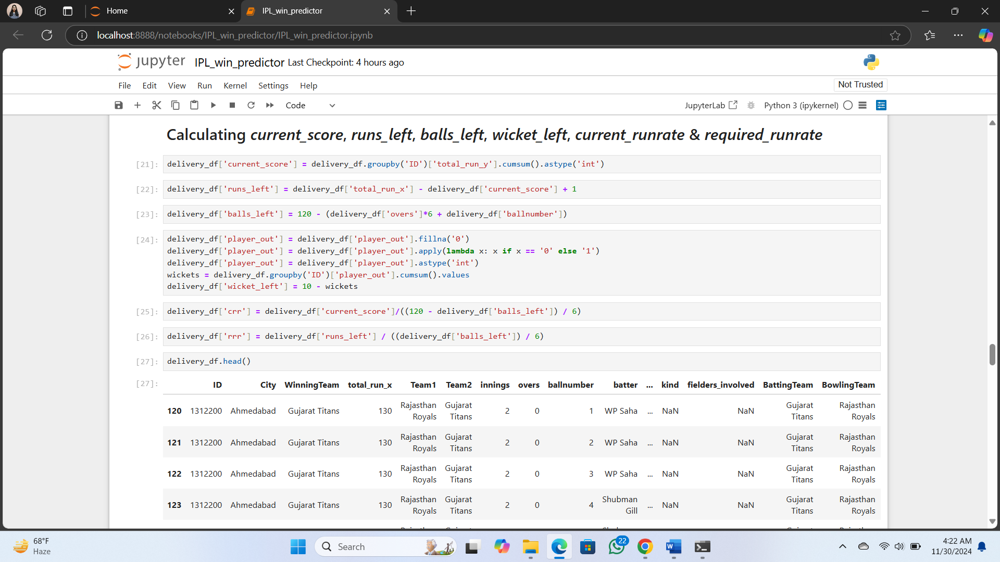 Home
IPL_win_predictor
localhost:8888/notebooks/IPL_win_predictor/IPL_win_predictor.ipynb
jupyter IPL_win_predictor Last Checkpoint: 4 hours ago
File Edit View Run Kernel Settings Help
Not Trusted
Code
JupyterLab
Python 3 (ipykernel)
Calculating current_score, runs_left, balls_left, wicket_left, current_runrate & required_runrate
[21]: delivery_df['current_score'] = delivery_df.groupby('ID')['total_run_y'].cumsum().astype('int')
[22]: delivery_df['runs_left'] = delivery_df['total_run_x'] - delivery_df['current_score'] + 1
[23]: delivery_df['balls_left'] = 120 - (delivery_df['overs']*6 + delivery_df['ballnumber'])
[24]: delivery_df['player_out'] = delivery_df['player_out'].fillna('0')
delivery_df['player_out'] = delivery_df['player_out'].apply(lambda x: x if x == '0' else '1')
delivery_df['player_out'] = delivery_df['player_out'].astype('int')
wickets = delivery_df.groupby('ID')['player_out'].cumsum().values
delivery_df['wicket_left'] = 10 - wickets
[25]: delivery_df['crr'] = delivery_df['current_score']/((120 - delivery_df['balls_left']) / 6)
[26]: delivery_df['rrr'] = delivery_df['runs_left'] / ((delivery_df['balls_left']) / 6)
[27]: delivery_df.head()
[27]: ID City WinningTeam total_run_x Team1 Team2 innings overs ballnumber batter ... kind fielders_involved BattingTeam BowlingTeam
120 1312200 Ahmedabad Gujarat Titans 130 Rajasthan Royals Gujarat Titans 2 0 1 WP Saha ... NaN NaN Gujarat Titans Rajasthan Royals
121 1312200 Ahmedabad Gujarat Titans 130 Rajasthan Royals Gujarat Titans 2 0 2 WP Saha ... NaN NaN Gujarat Titans Rajasthan Royals
122 1312200 Ahmedabad Gujarat Titans 130 Rajasthan Royals Gujarat Titans 2 0 3 WP Saha ... NaN NaN Gujarat Titans Rajasthan Royals
123 1312200 Ahmedabad Gujarat Titans 130 Rajasthan Royals Gujarat Titans 2 0 4 Shubman Gill ... NaN NaN Gujarat Titans Rajasthan Royals
68°F
Haze
Search
22
4:22 AM
11/30/2024